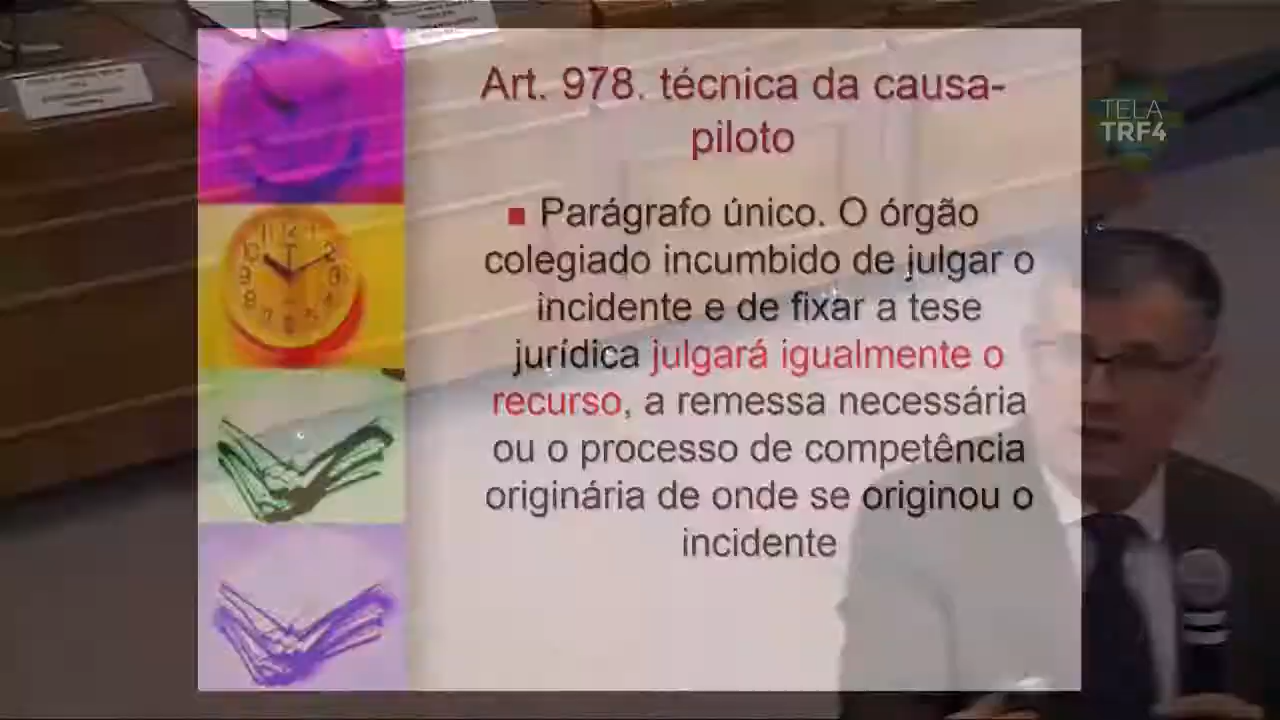 Art. 978. técnica da causa-
piloto
Parágrafo único. O órgão
colegiado incumbido de julgar o
incidente e de fixar a tese
jurídica julgará igualmente o
recurso, a remessa necessária
ou o processo de competência
originária de onde se originou o
incidente
TELA
TRF4